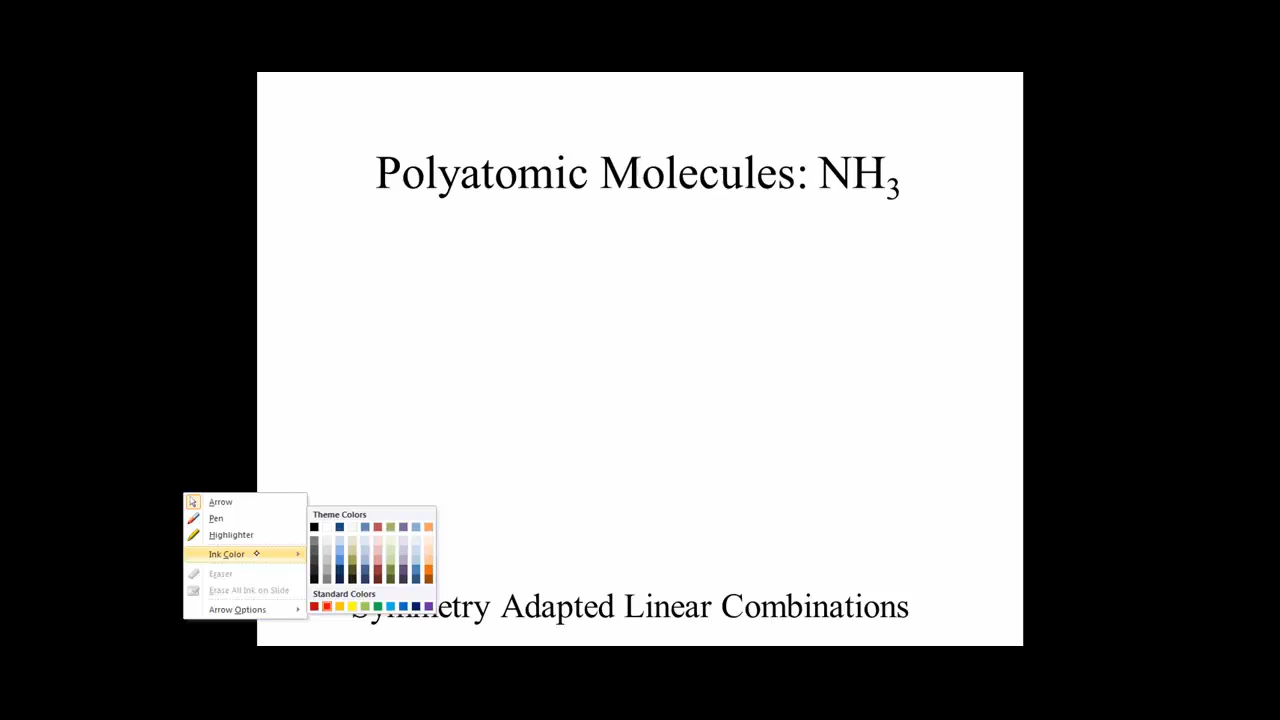 Polyatomic Molecules: NH₃
Arrow
Pen
Highlighter
Ink Color
Eraser
Erase All Ink on Slide
Arrow Options
Theme Colors
Standard Colors
Adapted Linear Combinations